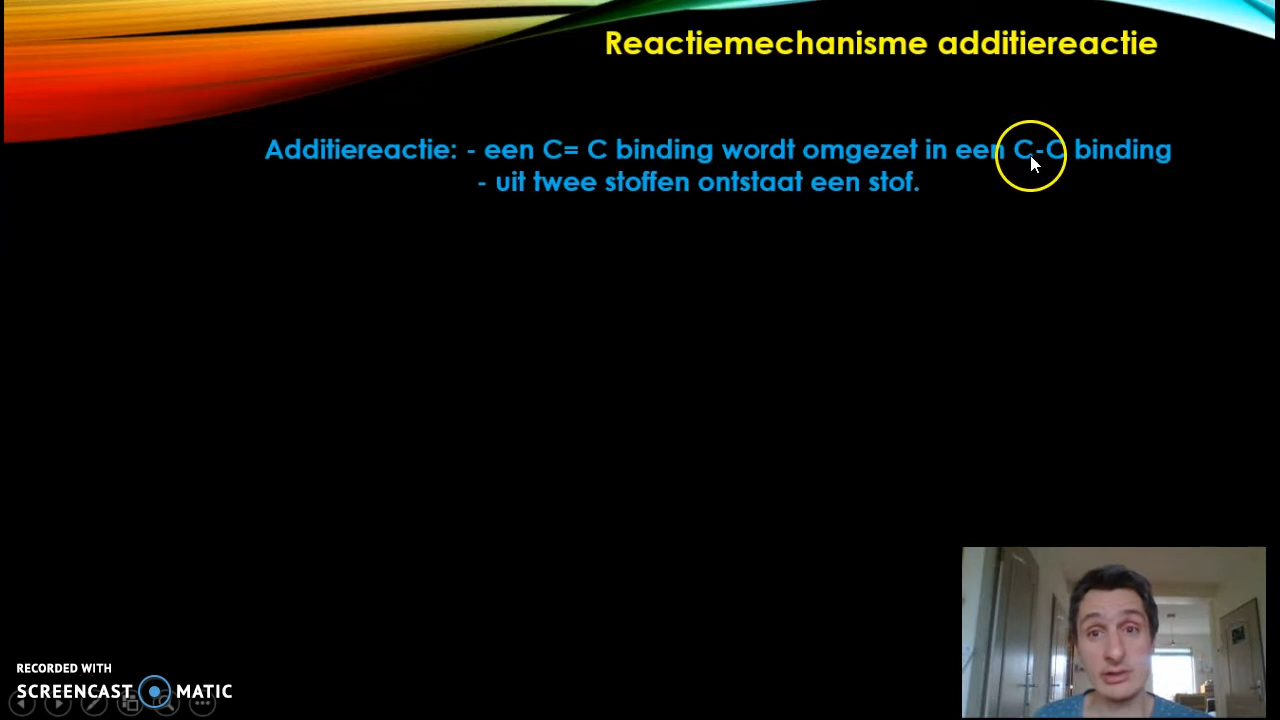 Reactiemechanisme additiereactie
Additiereactie: - een C= C binding wordt omgezet in een C-C binding
- uit twee stoffen ontstaat een stof.
RECORDED WITH
SCREENCAST MATIC